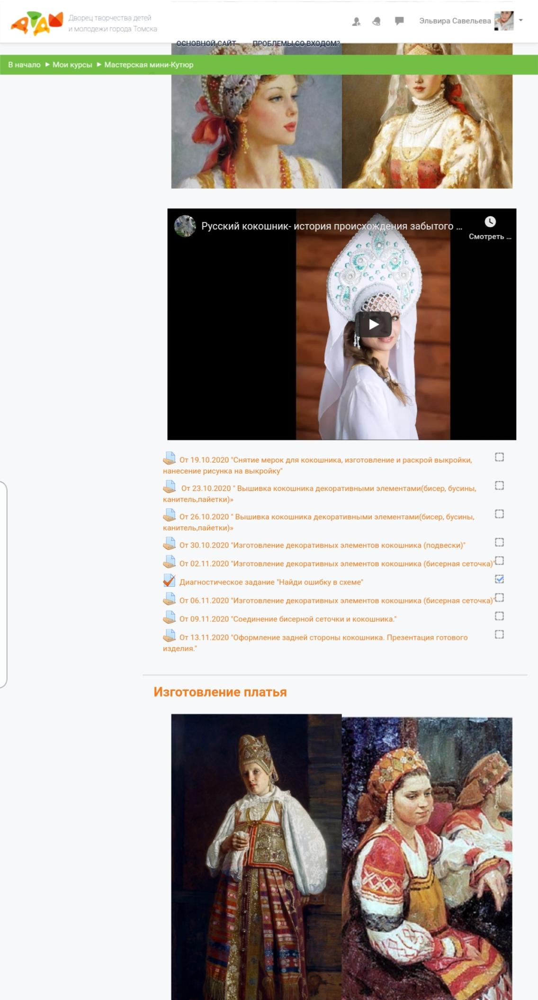 Дворец творчества детей
и молодежи города Томска
Эльвира Савельева
ОСНОВНОЙ САЙТ ПРОБЛЕМЫ СО ВХОДОМ?
В начало ► Мои курсы ► Мастерская мини-Кутюр
Русский кокошник- история происхождения забытого ...
Смотреть ...
От 19.10.2020 "Снятие мерок для кокошника, изготовление и раскрой выкройки,
нанесение рисунка на выкройку"
От 23.10.2020 " Вышивка кокошника декоративными элементами(бисер, бусины,
канитель,пайетки)»
От 26.10.2020 " Вышивка кокошника декоративными элементами(бисер, бусины,
канитель,пайетки)»
От 30.10.2020 "Изготовление декоративных элементов кокошника (подвески)"
От 02.11.2020 "Изготовление декоративных элементов кокошника (бисерная сеточка)"
Диагностическое задание "Найди ошибку в схеме"
От 06.11.2020 "Изготовление декоративных элементов кокошника (бисерная сеточка)"
От 09.11.2020 "Соединение бисерной сеточки и кокошника."
От 13.11.2020 "Оформление задней стороны кокошника. Презентация готового
изделия."
Изготовление платья